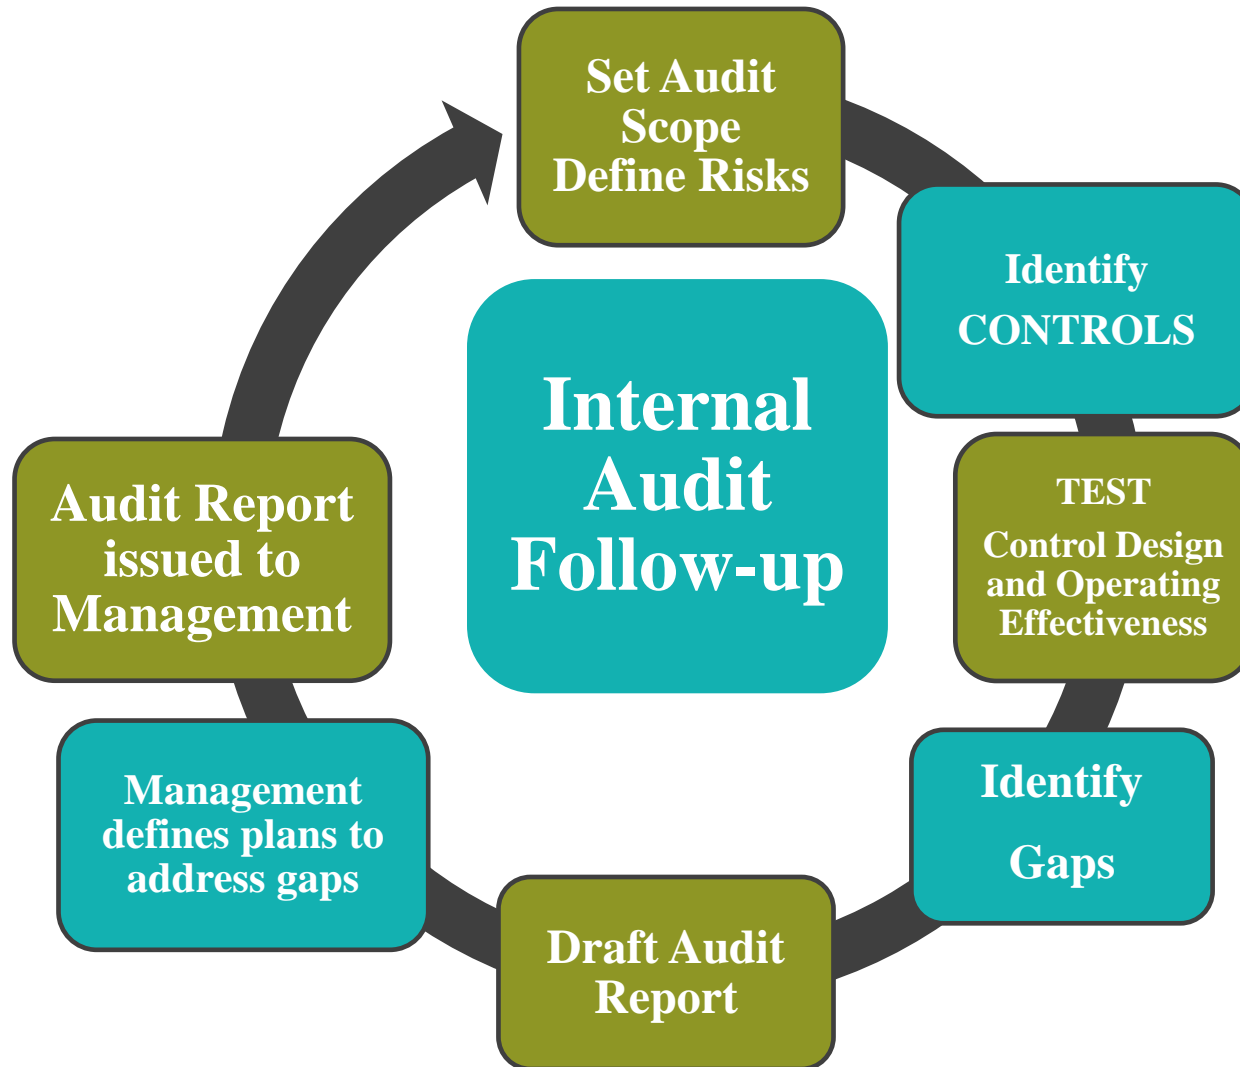 Set Audit
Scope
Define Risks
Identify
CONTROLS
TEST
Control Design
and Operating
Effectiveness
Identify
Gaps
Draft Audit
Report
Management
defines plans to
address gaps
Audit Report
issued to
Management
Internal
Audit
Follow-up